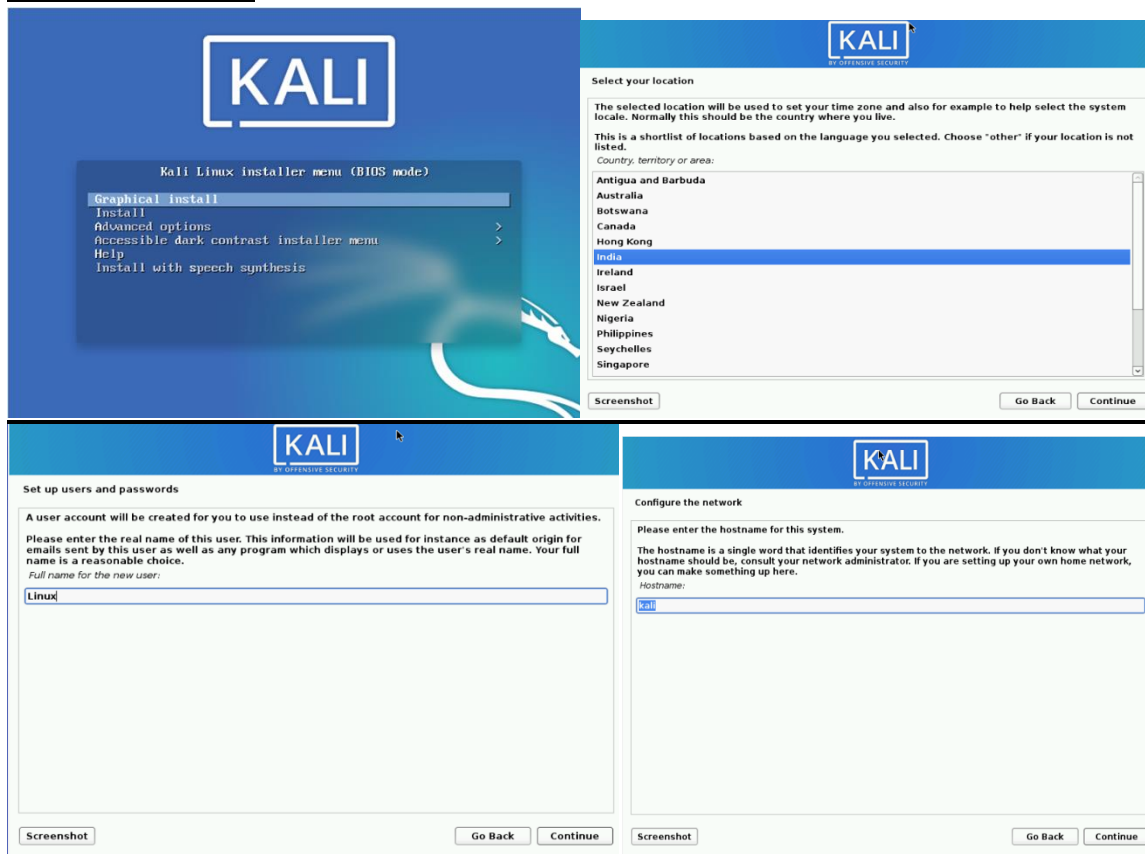 KALI
Kali Linux installer menu (BIOS mode)
Graphical install
Install
Advanced options >
Accessible dark contrast installer menu >
Help
Install with speech synthesis
KALI
BY OFFENSIVE SECURITY
Select your location
The selected location will be used to set your time zone and also for example to help select the system
locale. Normally this should be the country where you live.
This is a shortlist of locations based on the language you selected. Choose "other" if your location is not
listed.
Country, territory or area:
Antigua and Barbuda
Australia
Botswana
Canada
Hong Kong
India
Ireland
Israel
New Zealand
Nigeria
Philippines
Seychelles
Singapore
Screenshot Go Back Continue
KALI
BY OFFENSIVE SECURITY
Set up users and passwords
A user account will be created for you to use instead of the root account for non-administrative activities.
Please enter the real name of this user. This information will be used for instance as default origin for
emails sent by this user as well as any program which displays or uses the user's real name. Your full
name is a reasonable choice.
Full name for the new user:
Linux
Screenshot Go Back Continue
KALI
BY OFFENSIVE SECURITY
Configure the network
Please enter the hostname for this system.
The hostname is a single word that identifies your system to the network. If you don't know what your
hostname should be, consult your network administrator. If you are setting up your own home network,
you can make something up here.
Hostname:
kali
Screenshot Go Back Continue